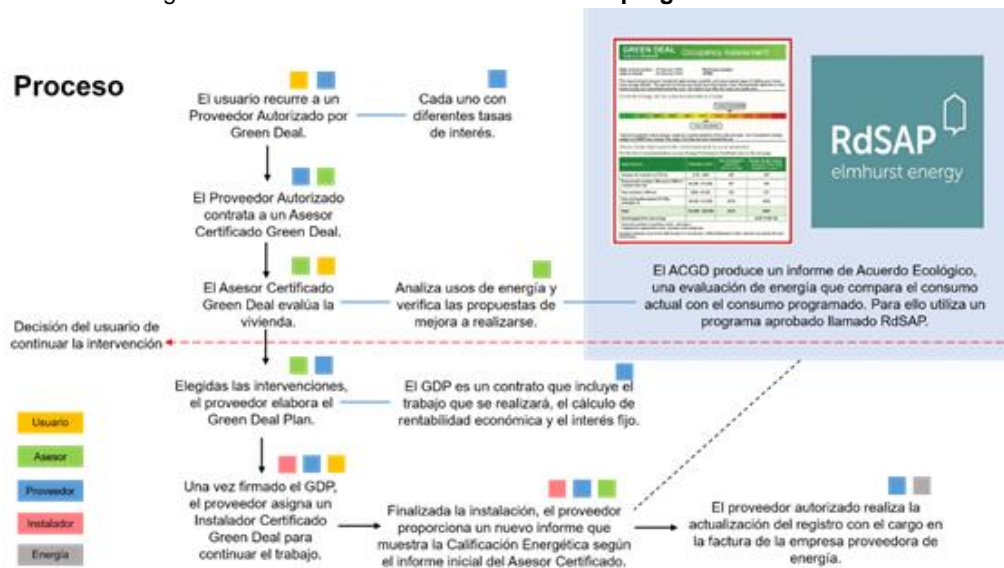 Proceso
El usuario recurre a un
Proveedor Autorizado por
Green Deal.
Cada uno con
diferentes tasas
de interés.
El Proveedor Autorizado
contrata a un Asesor
Certificado Green Deal.
El Asesor Certificado
Green Deal evalúa la
vivienda.
Analiza usos de energía y
verifica las propuestas de
mejora a realizarse.
GREEN DEAL Occupancy Assessment
RdSAP
elmhurst energy
El ACGD produce un informe de Acuerdo Ecológico,
una evaluación de energía que compara el consumo
actual con el consumo programado. Para ello utiliza un
programa aprobado llamado RdSAP.
Decisión del usuario de
continuar la intervención
Elegidas las intervenciones,
el proveedor elabora el
Green Deal Plan.
El GDP es un contrato que incluye el
trabajo que se realizará, el cálculo de
rentabilidad económica y el interés fijo.
Usuario
Asesor
Proveedor
Instalador
Energía
Una vez firmado el GDP,
el proveedor asigna un
Instalador Certificado
Green Deal para
continuar el trabajo.
Finalizada la instalación, el proveedor
proporciona un nuevo informe que
muestra la Calificación Energética según
el informe inicial del Asesor Certificado.
El proveedor autorizado realiza la
actualización del registro con el cargo en
la factura de la empresa proveedora de
energía.